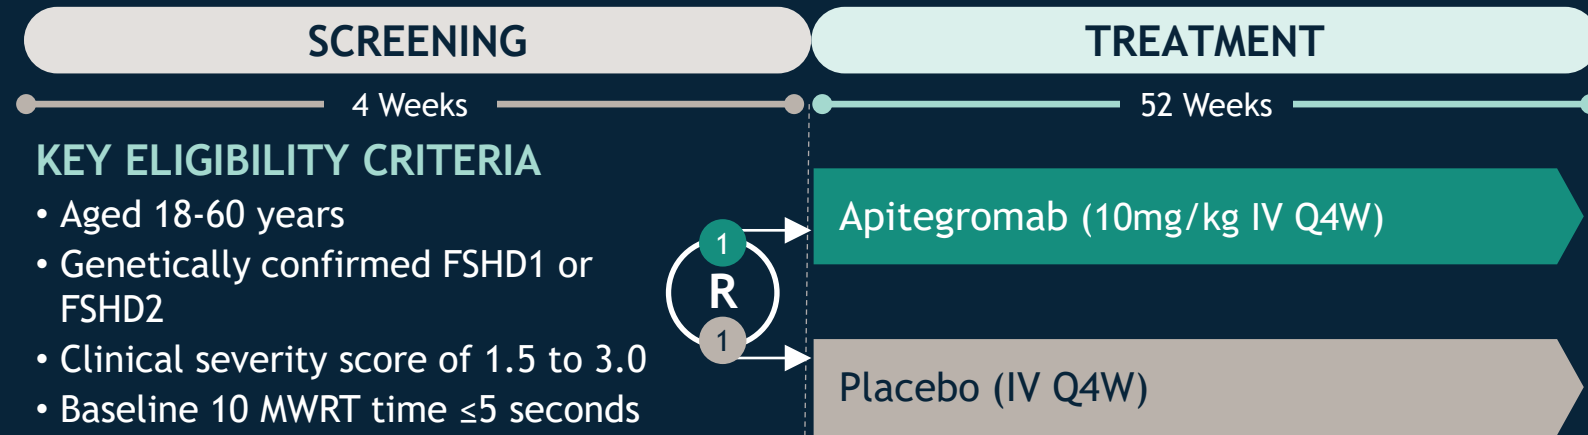 SCREENING
TREATMENT
4 Weeks
52 Weeks
KEY ELIGIBILITY CRITERIA
• Aged 18-60 years
• Genetically confirmed FSHD1 or
FSHD2
• Clinical severity score of 1.5 to 3.0
• Baseline 10 MWRT time ≤5 seconds
1
R
1
Apitegromab (10mg/kg IV Q4W)
Placebo (IV Q4W)